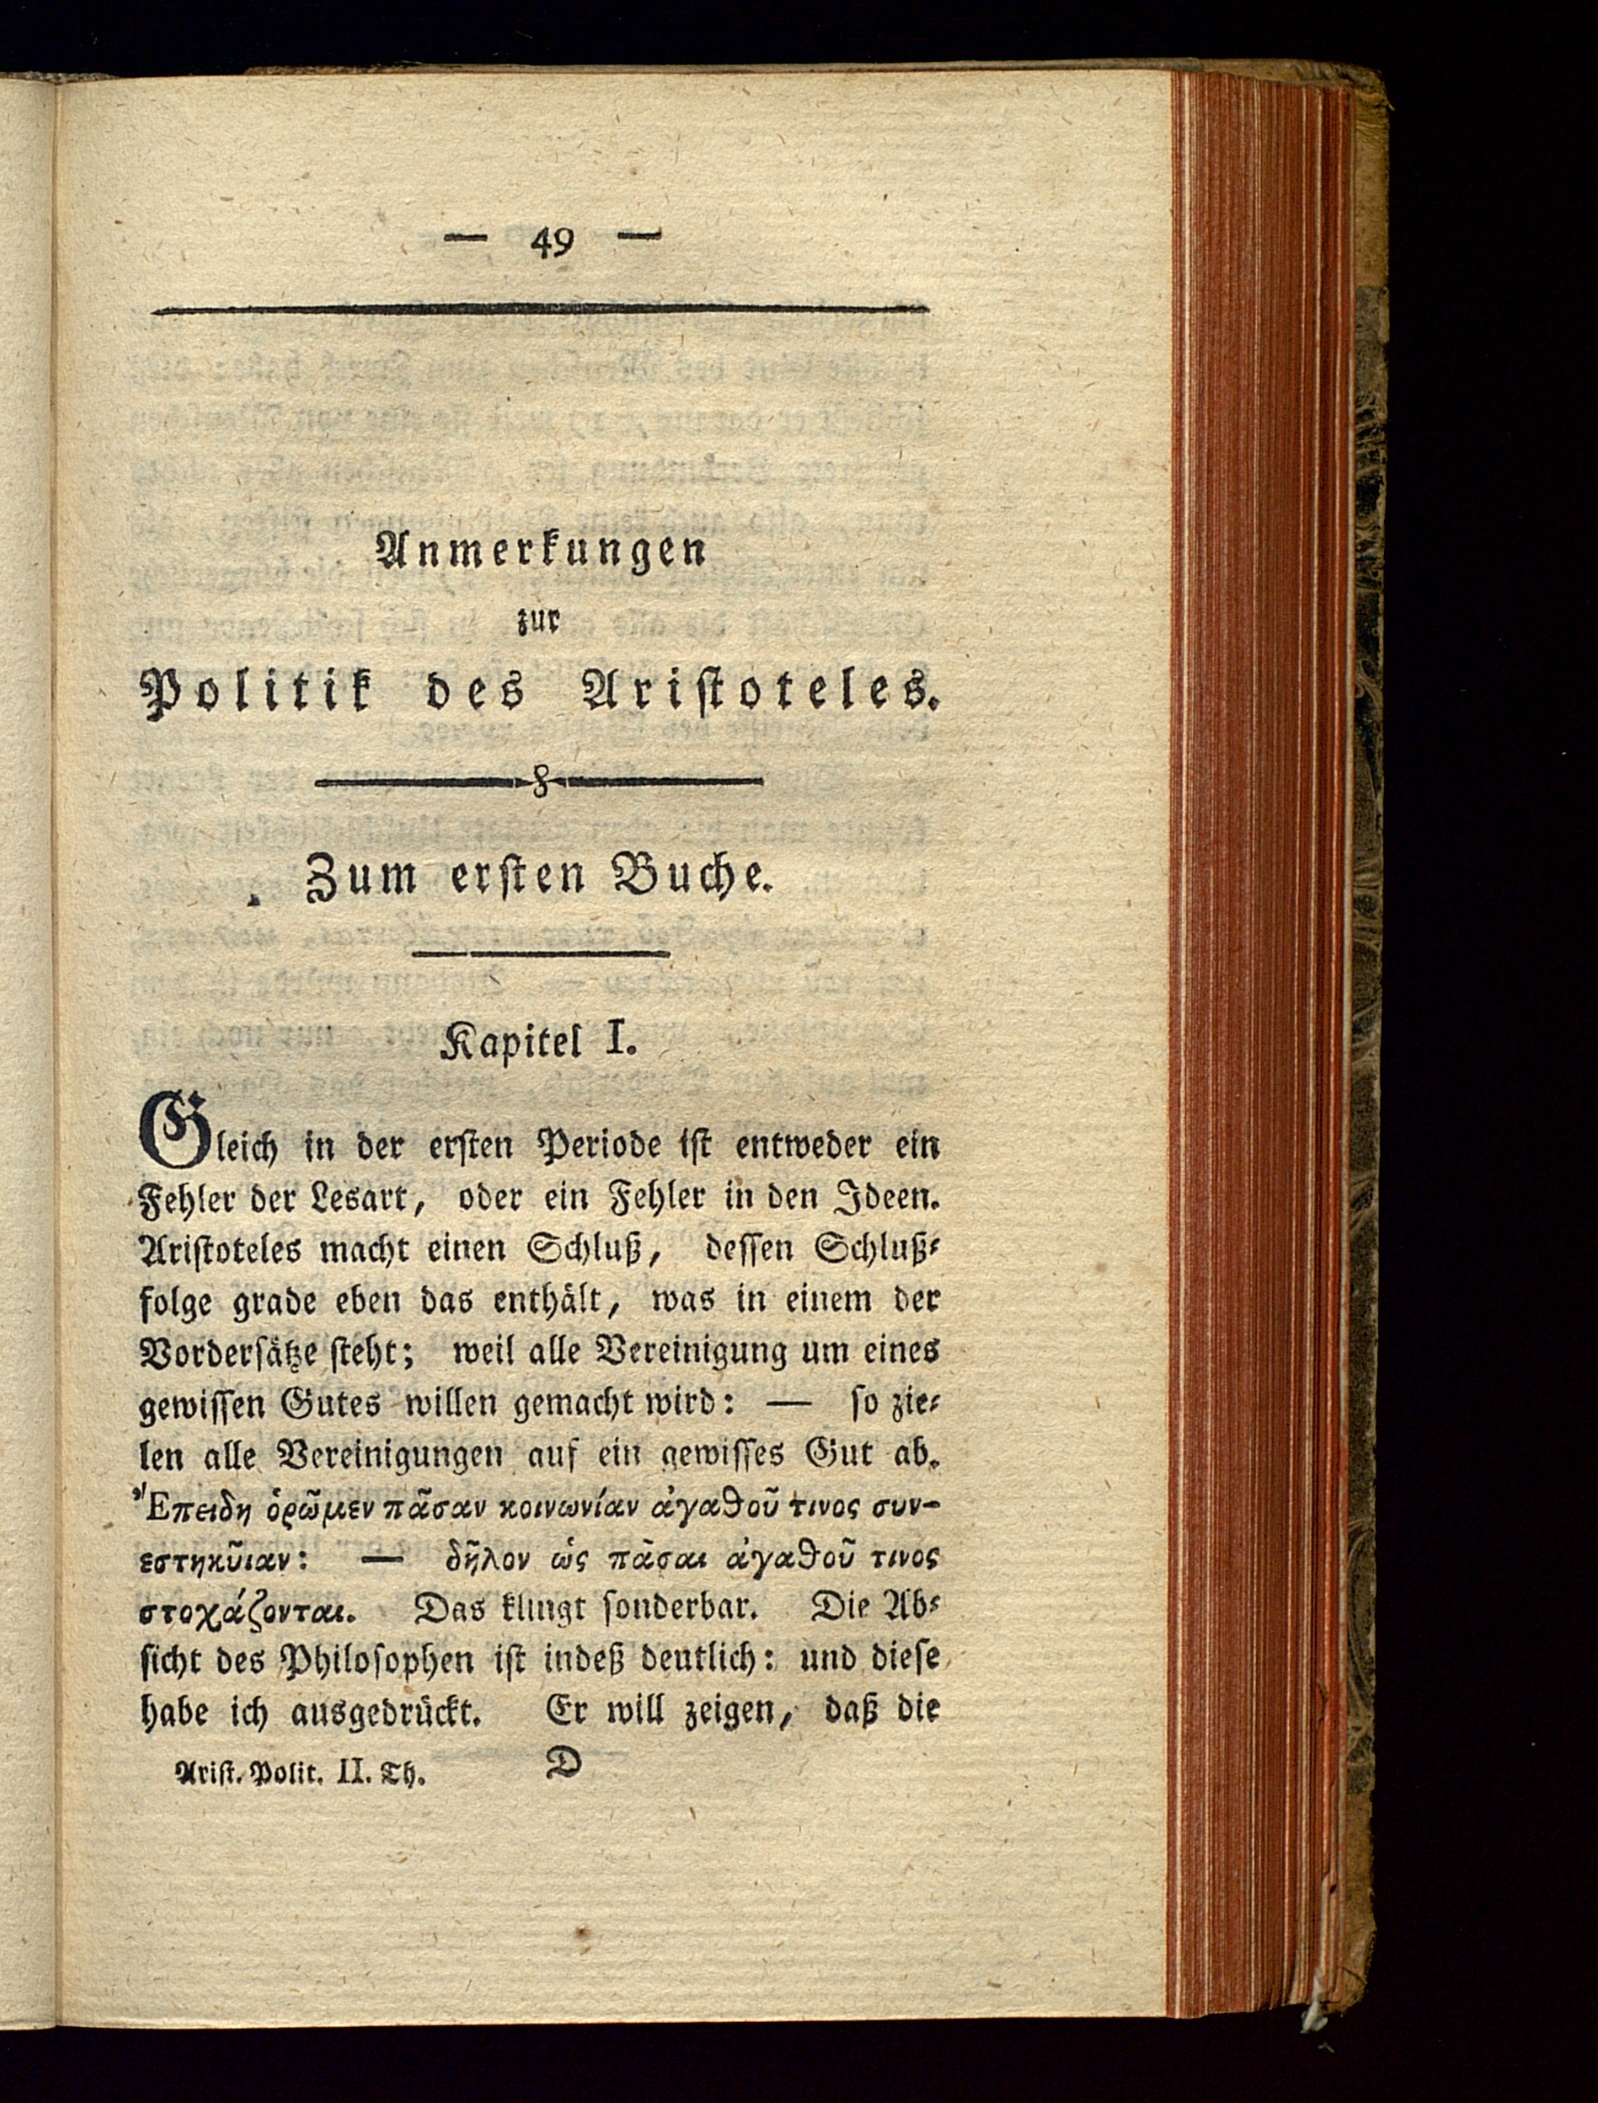 — 49 —
Anmerkungen
zur
Politik des Aristoteles.
Zum ersten Buche.
Kapitel I.
Gleich in der ersten Periode ist entweder ein
Fehler der Lesart, oder ein Fehler in den Ideen.
Aristoteles macht einen Schluß, dessen Schluß-
folge grade eben das enthält, was in einem der
Vordersätze steht; weil alle Vereinigung um eines
gewissen Gutes willen gemacht wird: — so zie-
len alle Vereinigungen auf ein gewisses Gut ab.
Ἔπειδη ὁρῶμεν πᾶσαν κοινωνίαν ἀγαθοῦ τινος συν-
εστηκῦιαν: — δῆλον ὡς πᾶσαι ἀγαθοῦ τινος
στοχάζονται. Das klingt sonderbar. Die Ab-
sicht des Philosophen ist indeß deutlich: und diese
habe ich ausgedrückt. Er will zeigen, daß die
Arist. Polit. II. Th. D